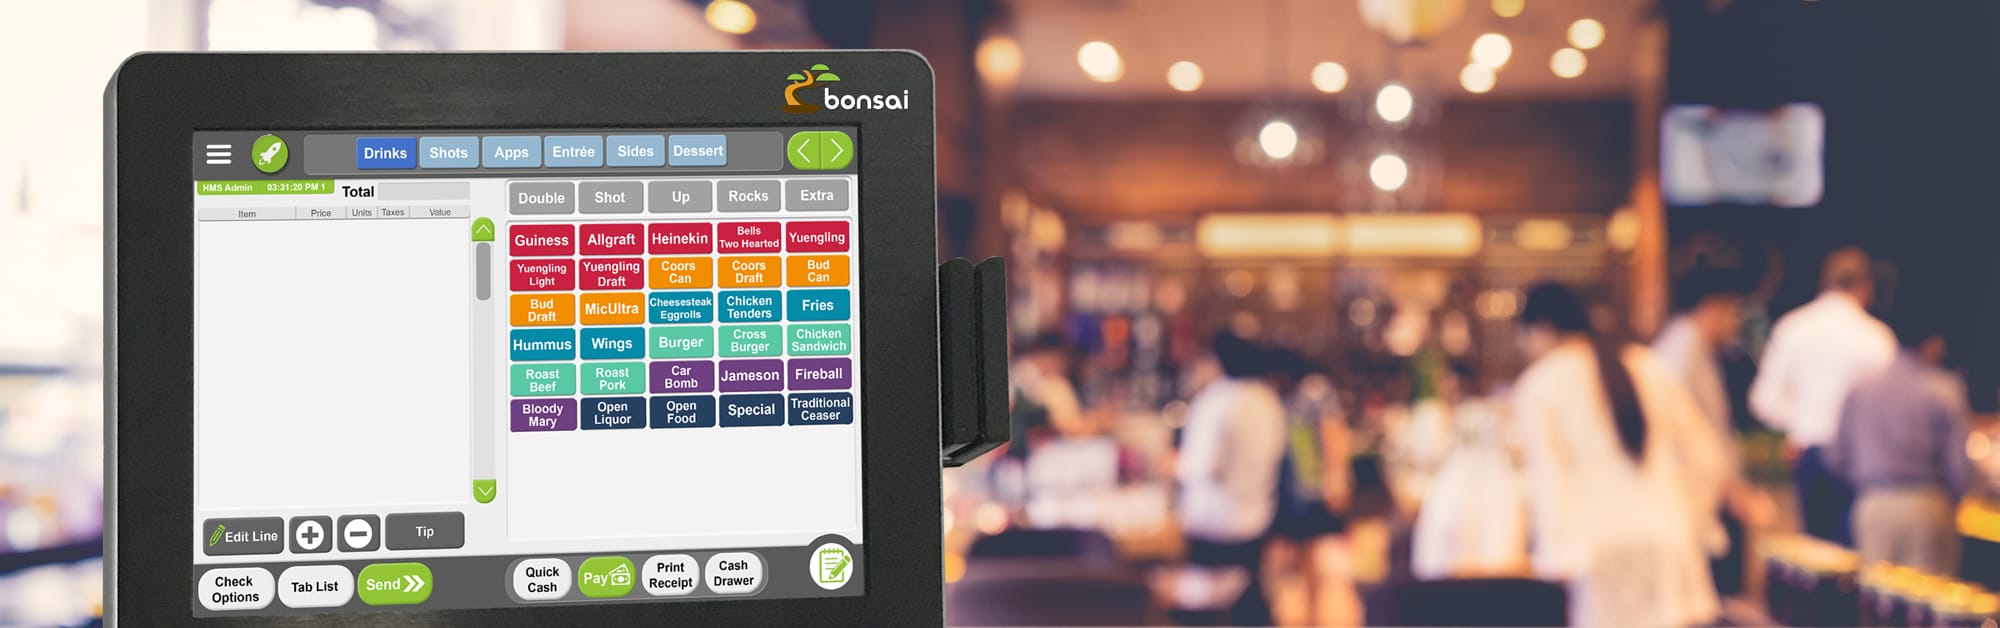 bonsai
Drinks Shots Apps Entrée Sides Dessert
HMS Admin 03:31:20 PM 1 Total
Item Price Units Taxes Value
Double Shot Up Rocks Extra
Guiness Allgraft Heinekin Bells Two Hearted Yuengling
Yuengling Light Yuengling Draft Coors Can Coors Draft Bud Can
Bud Draft MicUltra Cheesesteak Eggrolls Chicken Tenders Fries
Hummus Wings Burger Cross Burger Chicken Sandwich
Roast Beef Roast Pork Car Bomb Jameson Fireball
Bloody Mary Open Liquor Open Food Special Traditional Ceaser
Edit Line Tip
Check Options Tab List Send Quick Cash Pay Print Receipt Cash Drawer